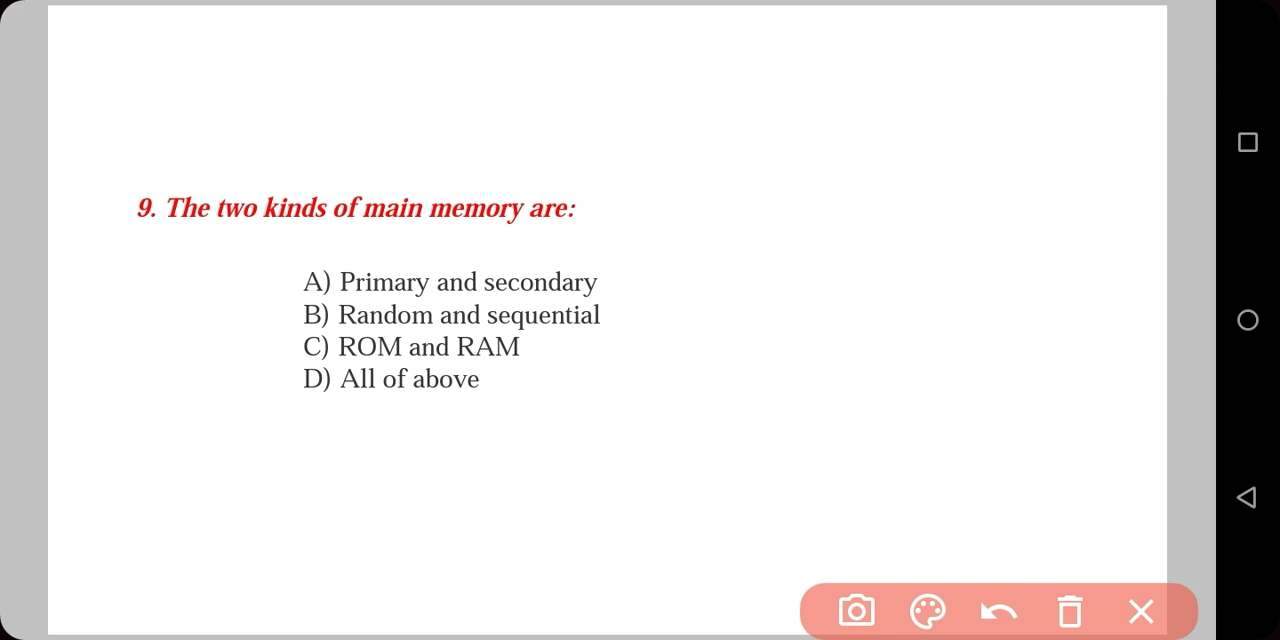 9. The two kinds of main memory are:
A) Primary and secondary
B) Random and sequential
C) ROM and RAM
D) All of above